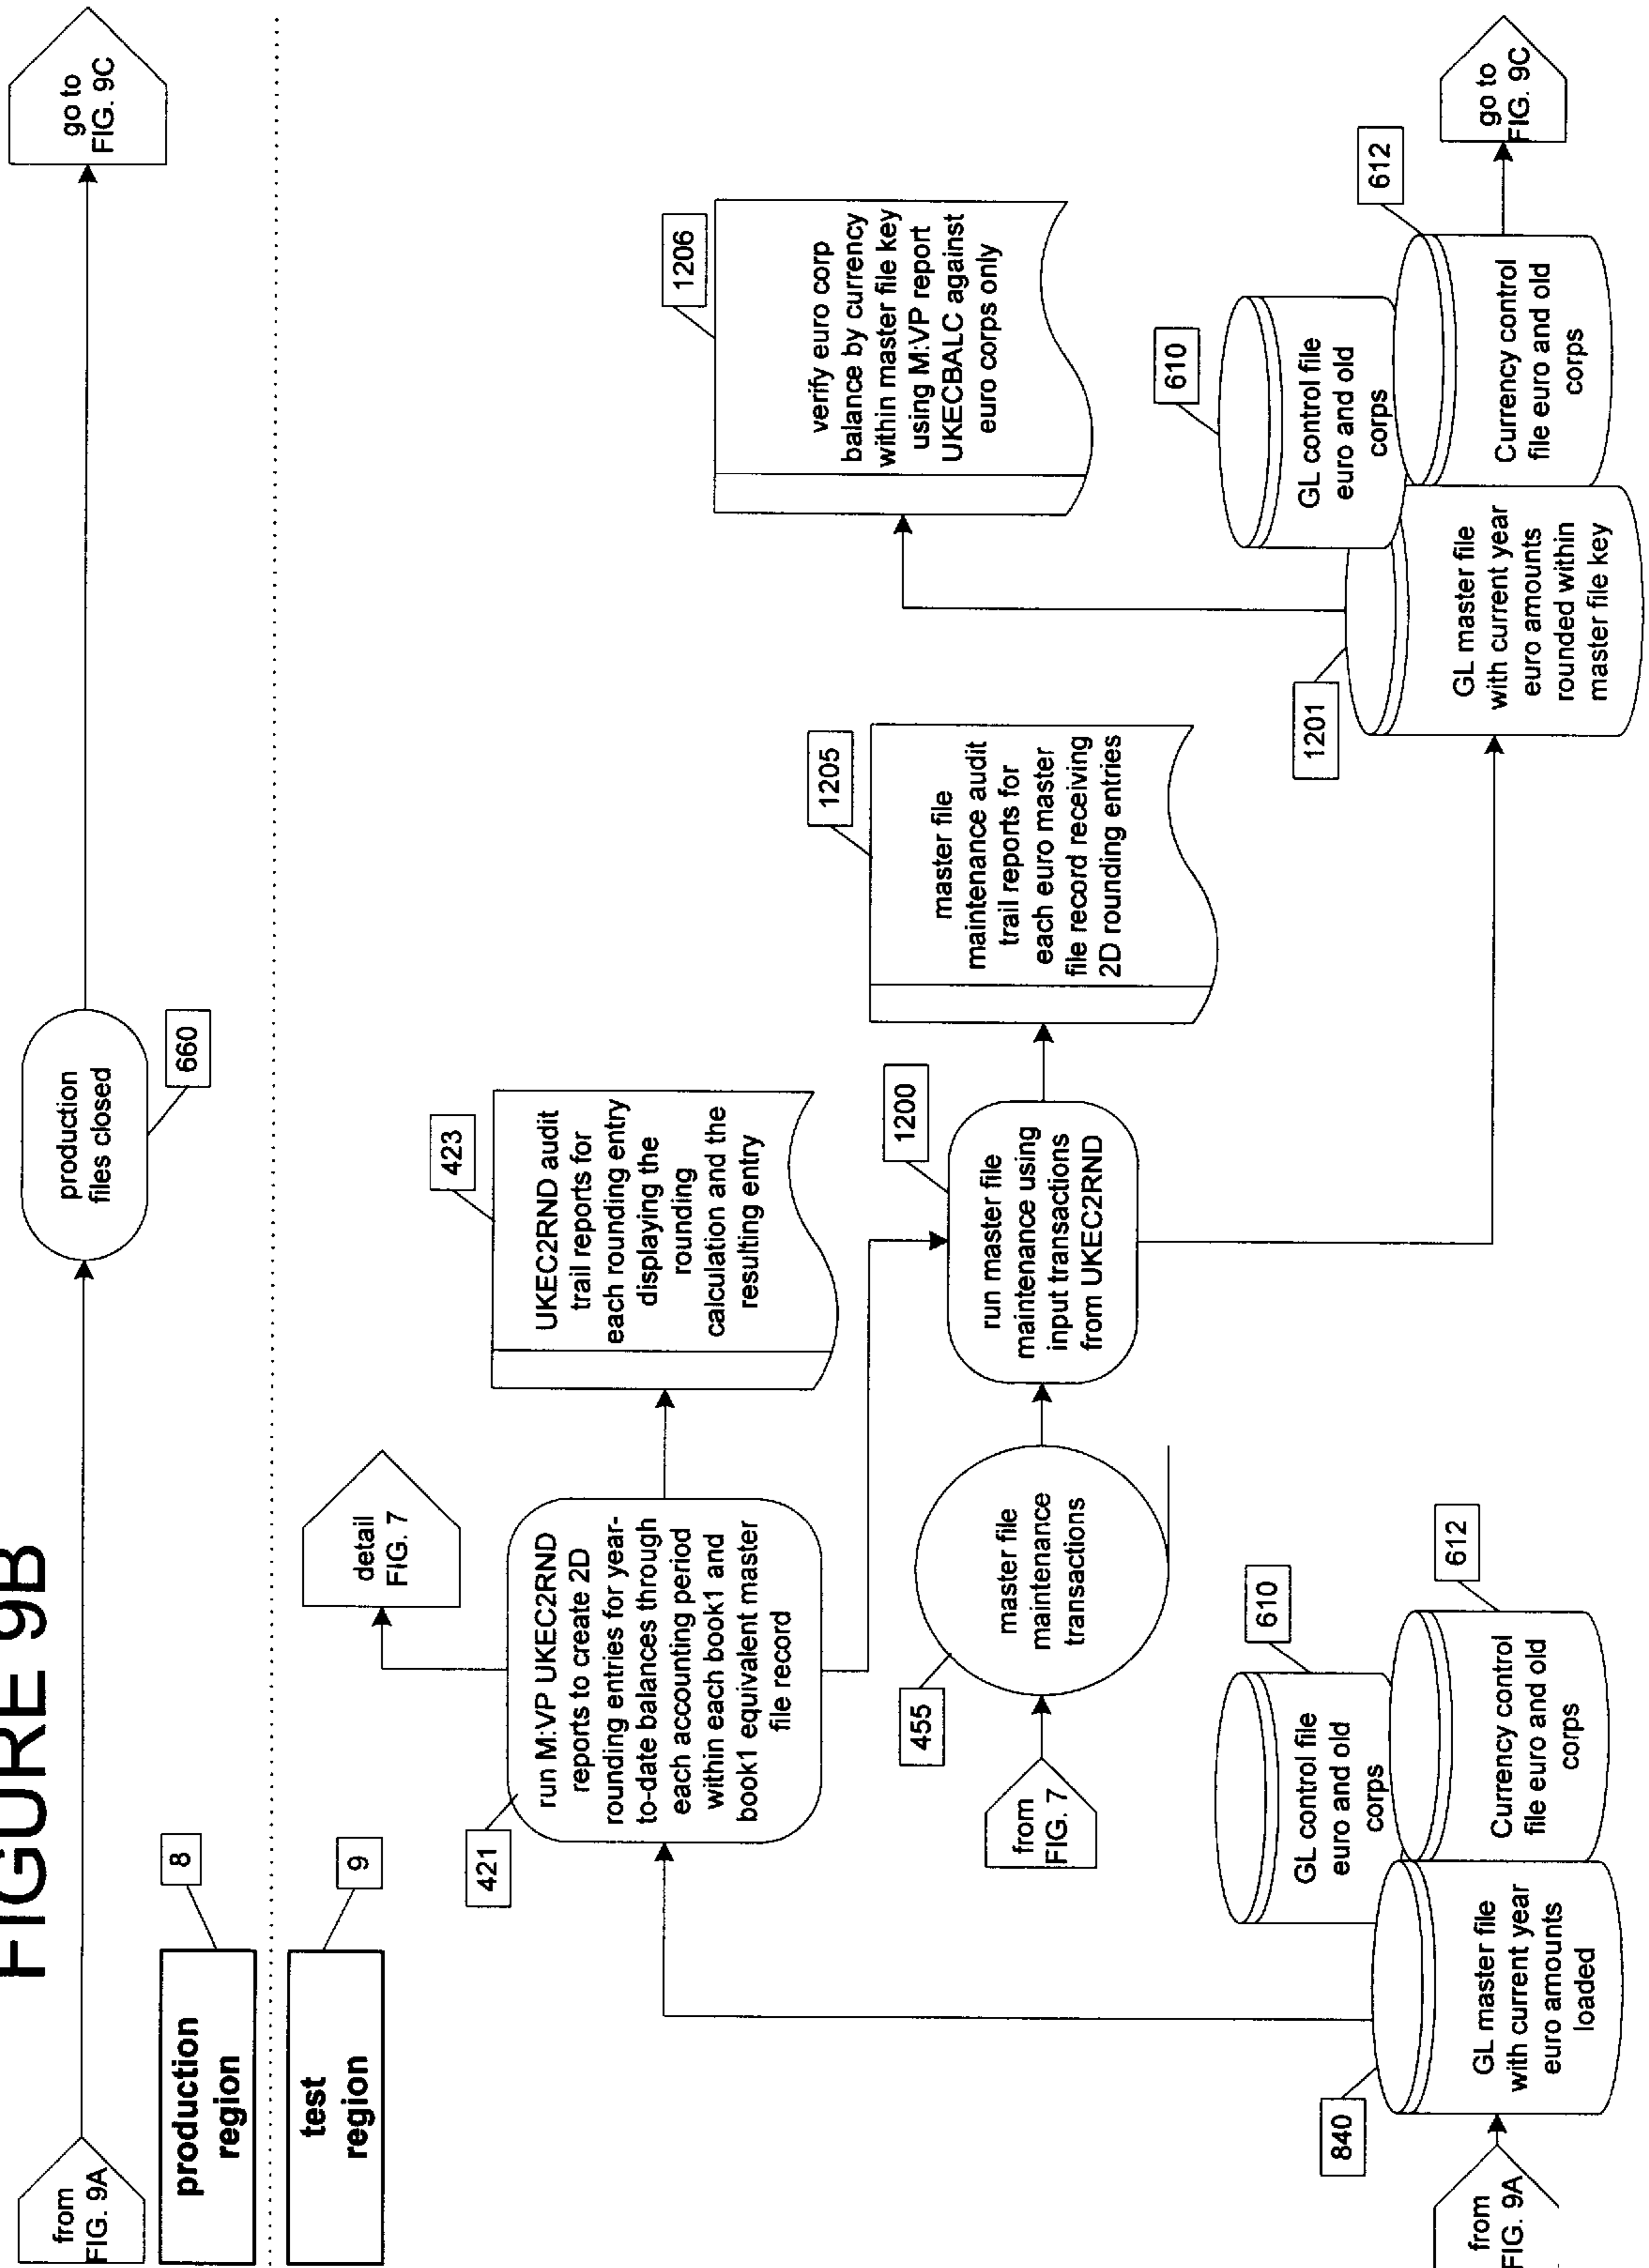 FIGURE 9B
from
FIG. 9A
production
files closed
660
go to
FIG. 9C
production
region
8
test
region
9
detail
FIG. 7
421
run M:VP UKEC2RND
reports to create 2D
rounding entries for year-
to-date balances through
each accounting period
within each book1 and
book1 equivalent master
file record
423
UKEC2RND audit
trail reports for
each rounding entry
displaying the
rounding
calculation and the
resulting entry
from
FIG. 7
455
master file
maintenance
transactions
1200
run master file
maintenance using
input transactions
from UKEC2RND
1205
master file
maintenance audit
trail reports for
each euro master
file record receiving
2D rounding entries
1206
verify euro corp
balance by currency
within master file key
using M:VP report
UKECBALC against
euro corps only
from
FIG. 9A
840
GL master file
with current year
euro amounts
loaded
610
GL control file
euro and old
corps
612
Currency control
file euro and old
corps
1201
GL master file
with current year
euro amounts
rounded within
master file key
610
GL control file
euro and old
corps
612
Currency control
file euro and old
corps
go to
FIG. 9C